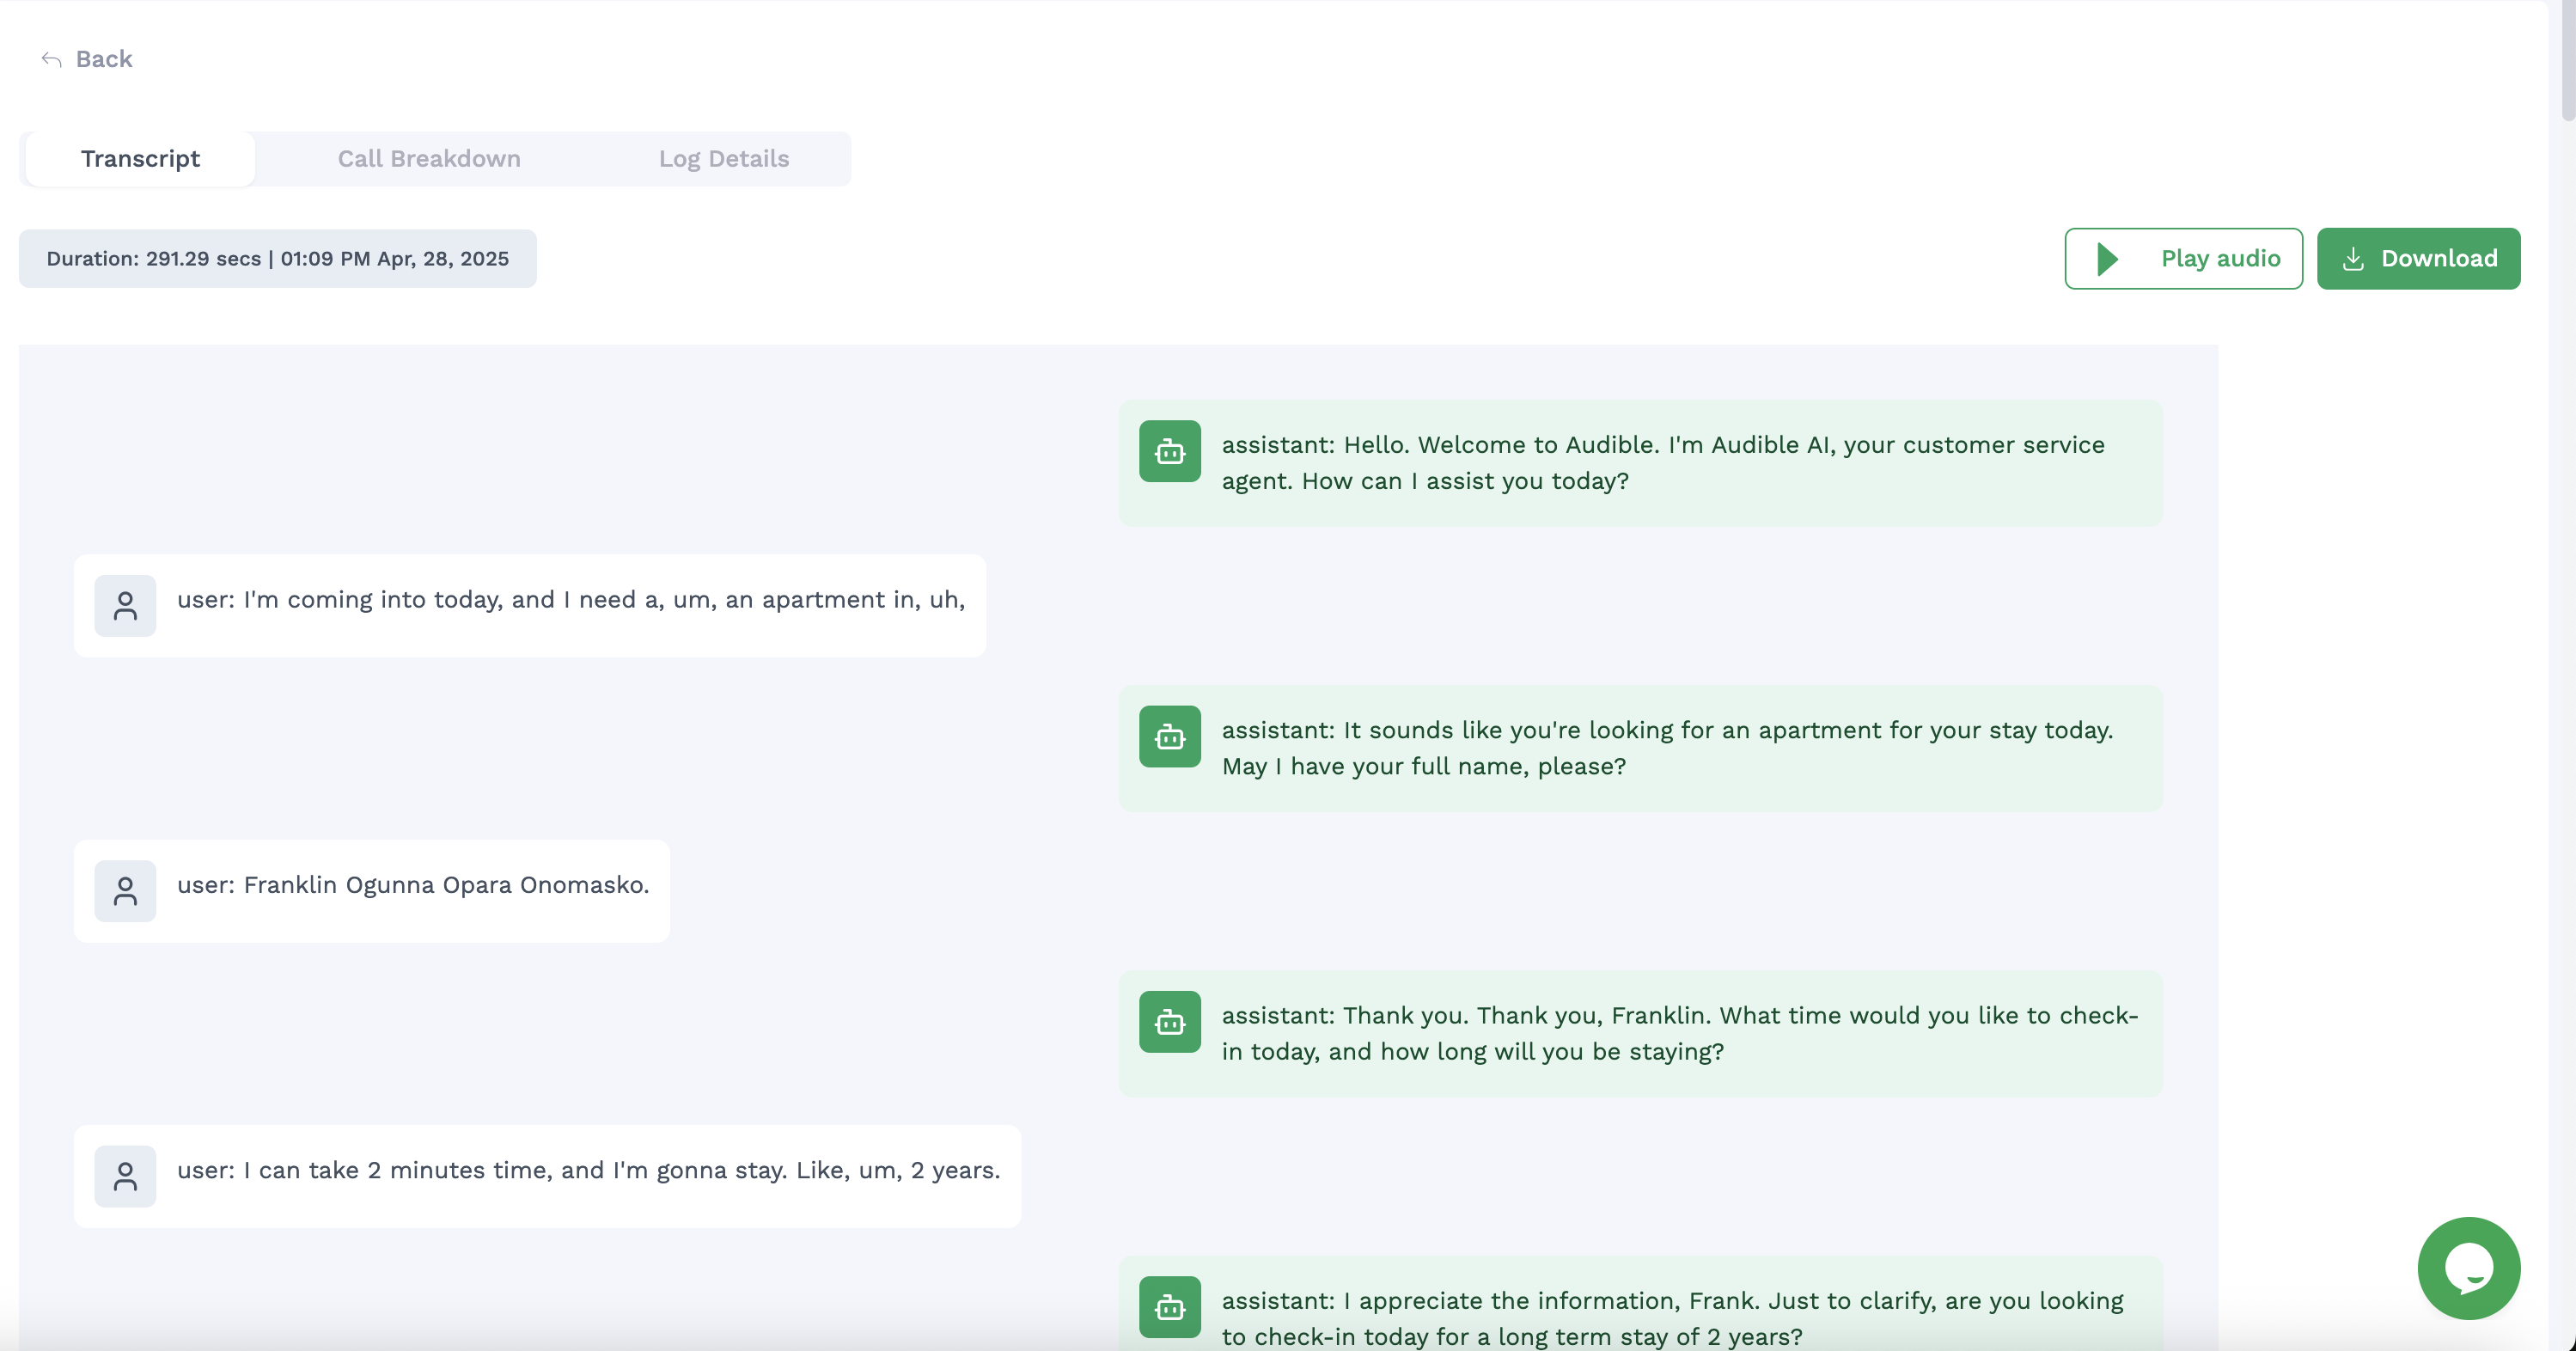 Back
Transcript
Call Breakdown
Log Details
Duration: 291.29 secs | 01:09 PM Apr, 28, 2025
Play audio
Download
assistant: Hello. Welcome to Audible. I'm Audible AI, your customer service
agent. How can I assist you today?
user: I'm coming into today, and I need a, um, an apartment in, uh,
assistant: It sounds like you're looking for an apartment for your stay today.
May I have your full name, please?
user: Franklin Ogunna Opara Onomasko.
assistant: Thank you. Thank you, Franklin. What time would you like to check-
in today, and how long will you be staying?
user: I can take 2 minutes time, and I'm gonna stay. Like, um, 2 years.
assistant: I appreciate the information, Frank. Just to clarify, are you looking
to check-in today for a long term stay of 2 years?